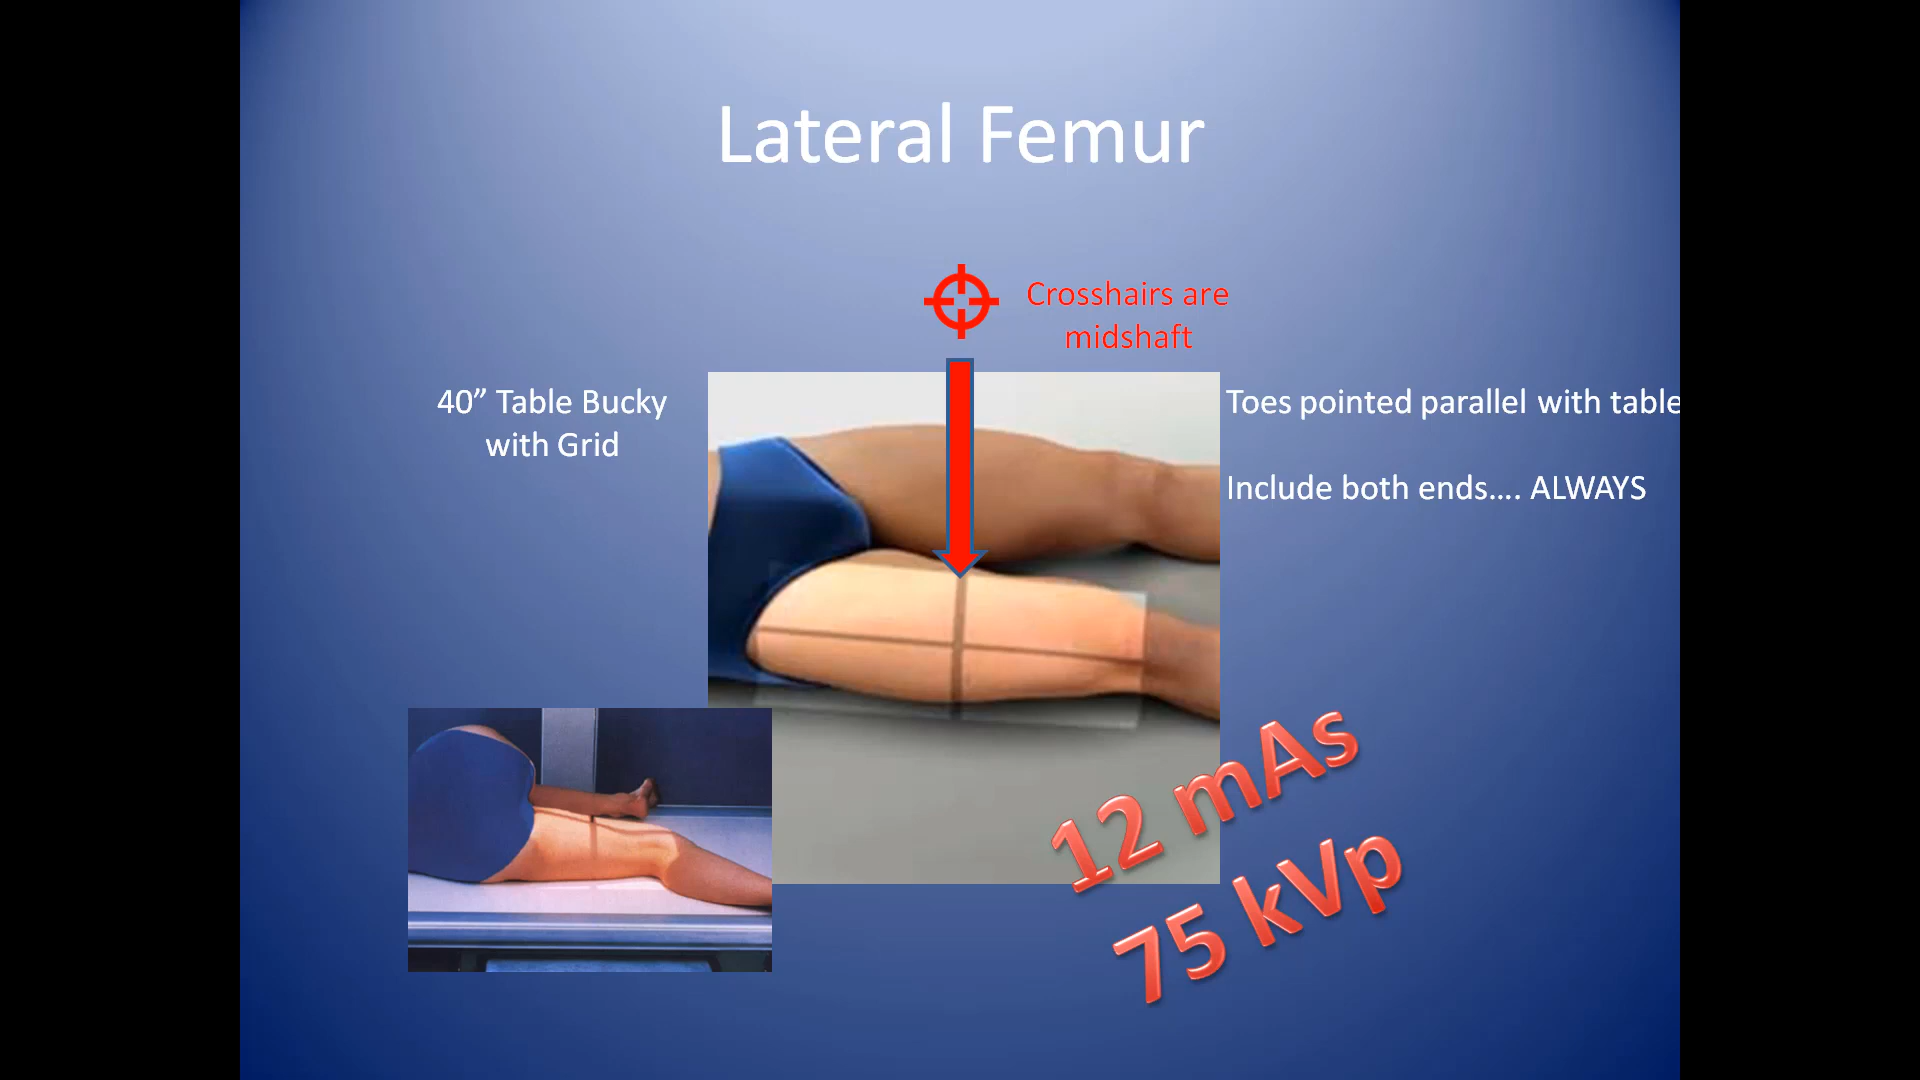 Lateral Femur
Crosshairs are
midshaft
40” Table Bucky
with Grid
Toes pointed parallel with table
Include both ends.... ALWAYS
12 mAs
75 kVp